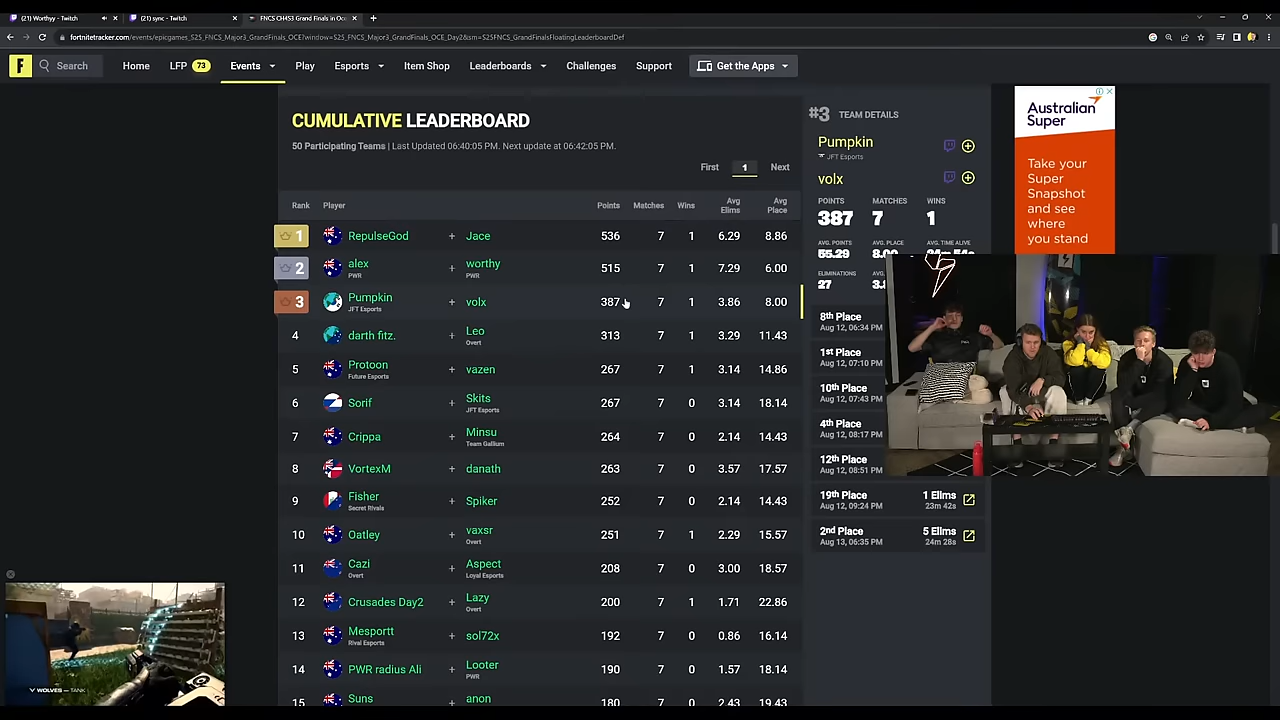 (21) Worthyy - Twitch
(21) sync - Twitch
FNCS CH4S3 Grand Finals in Oce
fortnitetracker.com/events/epicgames_S25_FNCS_Major3_GrandFinals_OCE?window=S25_FNCS_Major3_GrandFinals_OCE_Day2&sm=S25FNCS_GrandFinalsFloatingLeaderboardDef
F Search Home LFP 73 Events Play Esports Item Shop Leaderboards Challenges Support Get the Apps
CUMULATIVE LEADERBOARD
50 Participating Teams | Last Updated 06:40:05 PM. Next update at 06:42:05 PM.
First 1 Next
Rank Player Points Matches Wins Avg Elims Avg Place
1 RepulseGod + Jace 536 7 1 6.29 8.86
2 alex PWR + worthy PWR 515 7 1 7.29 6.00
3 Pumpkin JFT Esports + volx 387 7 1 3.86 8.00
4 darth fitz. + Leo Overt 313 7 1 3.29 11.43
5 Protoon Future Esports + vazen 267 7 1 3.14 14.86
6 Sorif + Skits JFT Esports 267 7 0 3.14 18.14
7 Crippa + Minsu Team Gallium 264 7 0 2.14 14.43
8 VortexM + danath 263 7 0 3.57 17.57
9 Fisher Secret Rivals + Spiker 252 7 0 2.14 14.43
10 Oatley + vaxsr Overt 251 7 1 2.29 15.57
11 Cazi Overt + Aspect Loyal Esports 208 7 0 3.00 18.57
12 Crusades Day2 + Lazy Overt 200 7 1 1.71 22.86
13 Mesportt Rival Esports + sol72x 192 7 0 0.86 16.14
14 PWR radius Ali + Looter PWR 190 7 0 1.57 18.14
15 Suns + anon 180 7 0 2.43 19.43
#3 TEAM DETAILS
Pumpkin
JFT Esports
volx
POINTS MATCHES WINS
387 7 1
AVG. POINTS AVG. PLACE AVG. TIME ALIVE
55.29 8.00
ELIMINATIONS
27
8th Place
Aug 12, 06:34 PM
1st Place
Aug 12, 07:10 PM
10th Place
Aug 12, 07:43 PM
4th Place
Aug 12, 08:17 PM
12th Place
Aug 12, 08:51 PM
19th Place 1 Elims
Aug 12, 09:24 PM 23m 42s
2nd Place 5 Elims
Aug 13, 06:35 PM 24m 28s
Australian
Super
Take your
Super
Snapshot
and see
where
you stand
WOLVES — TANK